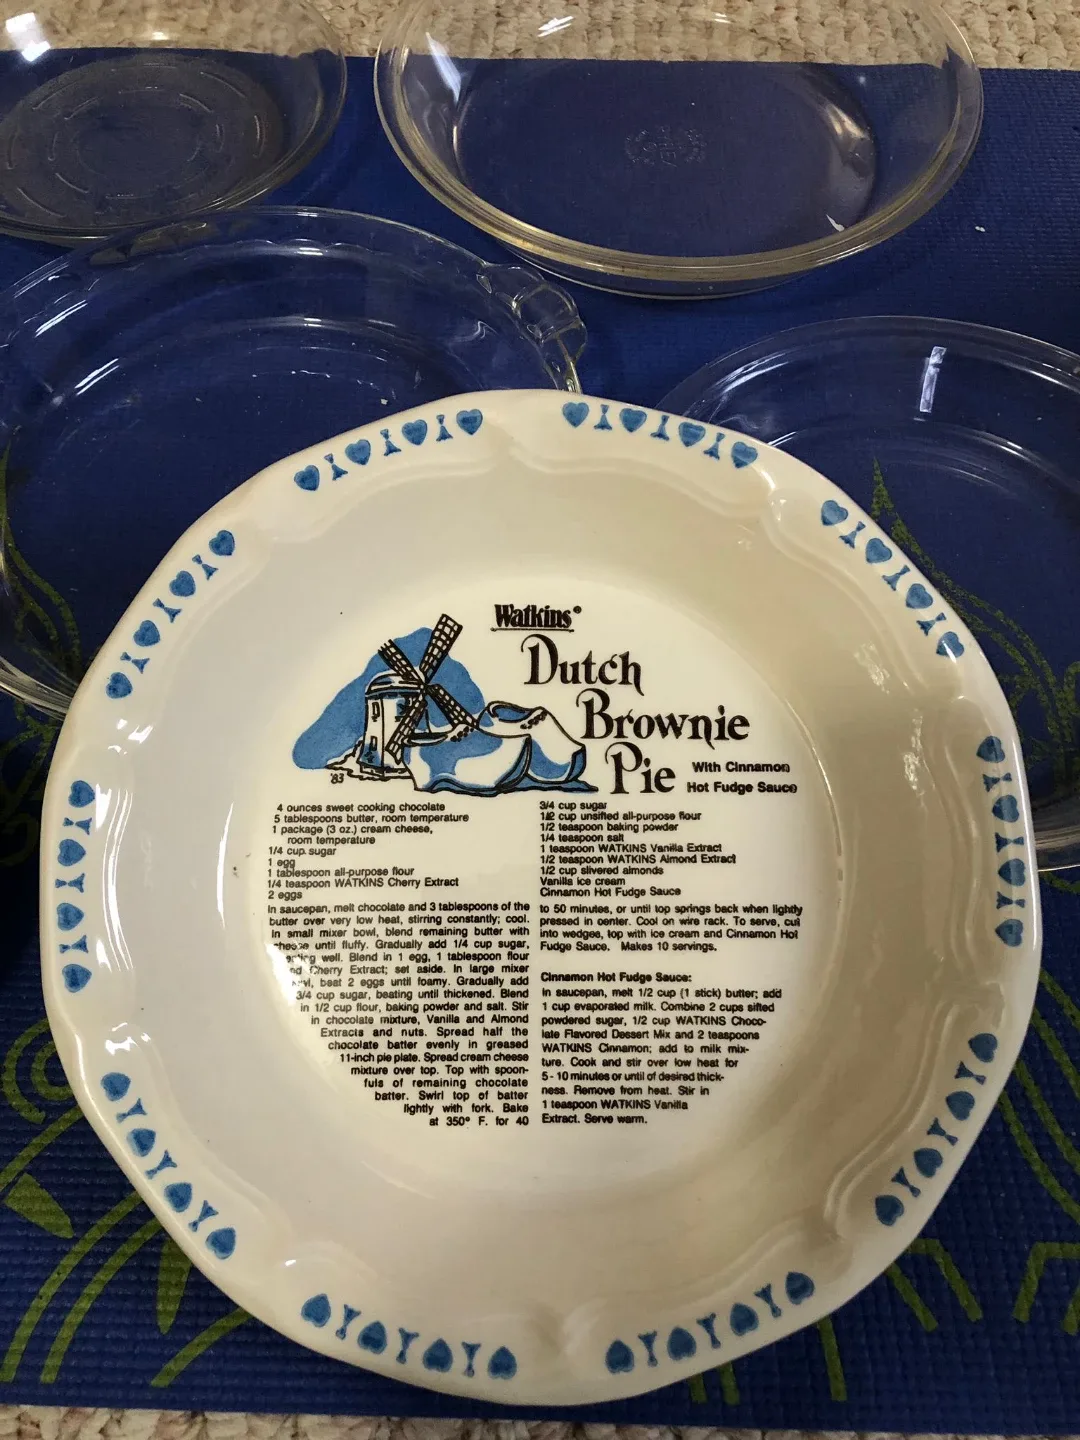 Watkins®
Dutch
Brownie
Pie
With Cinnamon
Hot Fudge Sauce
'83
4 ounces sweet cooking chocolate
5 tablespoons butter, room temperature
1 package (3 oz.) cream cheese,
room temperature
1/4 cup sugar
1 egg
1 tablespoon all-purpose flour
1/4 teaspoon WATKINS Cherry Extract
2 eggs
3/4 cup sugar
1/2 cup unsifted all-purpose flour
1/2 teaspoon baking powder
1/4 teaspoon salt
1 teaspoon WATKINS Vanilla Extract
1/2 teaspoon WATKINS Almond Extract
1/2 cup slivered almonds
Vanilla ice cream
Cinnamon Hot Fudge Sauce
In saucepan, melt chocolate and 3 tablespoons of the
butter over very low heat, stirring constantly; cool.
In small mixer bowl, blend remaining butter with
cheese until fluffy. Gradually add 1/4 cup sugar,
well. Blend in 1 egg, 1 tablespoon flour
Cherry Extract; set aside. In large mixer
beat 2 eggs until foamy. Gradually add
3/4 cup sugar, beating until thickened. Blend
in 1/2 cup flour, baking powder and salt. Stir
in chocolate mixture, Vanilla and Almond
Extracts and nuts. Spread half the
chocolate batter evenly in greased
11-inch pie plate. Spread cream cheese
mixture over top. Top with spoon-
fuls of remaining chocolate
batter. Swirl top of batter
lightly with fork. Bake
at 350° F. for 40
to 50 minutes, or until top springs back when lightly
pressed in center. Cool on wire rack. To serve, cut
into wedges, top with ice cream and Cinnamon Hot
Fudge Sauce. Makes 10 servings.
Cinnamon Hot Fudge Sauce:
In saucepan, melt 1/2 cup (1 stick) butter; add
1 cup evaporated milk. Combine 2 cups sifted
powdered sugar, 1/2 cup WATKINS Choco-
late Flavored Dessert Mix and 2 teaspoons
WATKINS Cinnamon; add to milk mix-
ture. Cook and stir over low heat for
5 - 10 minutes or until of desired thick-
ness. Remove from heat. Stir in
1 teaspoon WATKINS Vanilla
Extract. Serve warm.